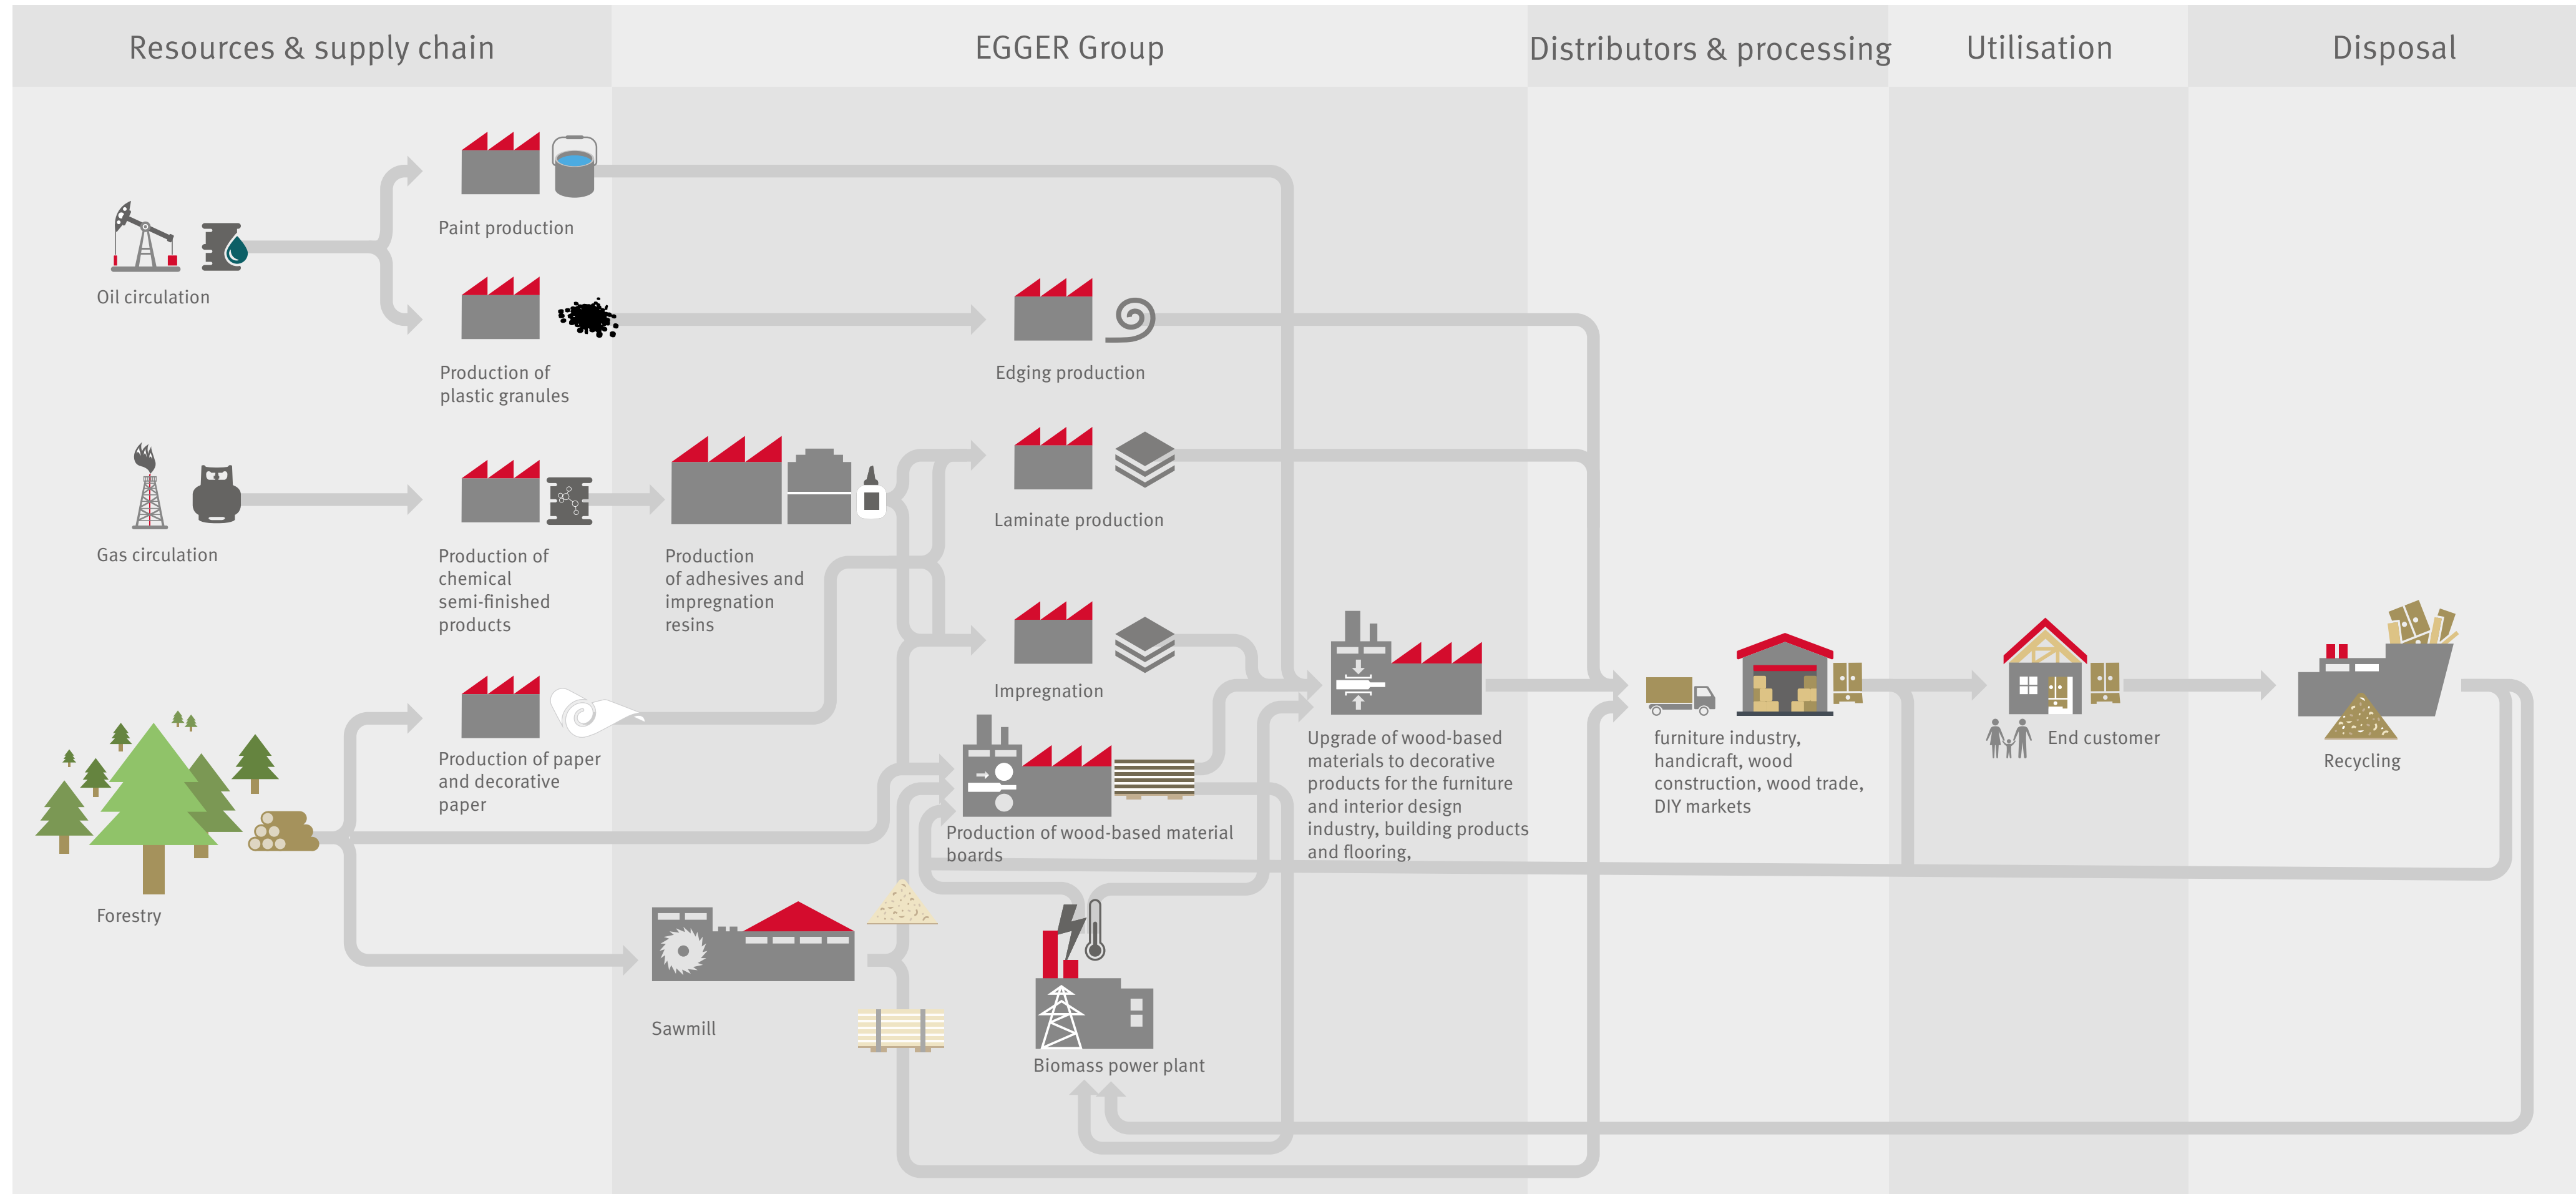 Resources & supply chain
EGGER Group
Distributors & processing
Utilisation
Disposal
Paint production
Oil circulation
Production of
plastic granules
Edging production
Gas circulation
Production of
chemical
semi-finished
products
Production
of adhesives and
impregnation
resins
Laminate production
Impregnation
Forestry
Production of paper
and decorative
paper
Production of wood-based material
boards
Upgrade of wood-based
materials to decorative
products for the furniture
and interior design
industry, building products
and flooring,
furniture industry,
handicraft, wood
construction, wood trade,
DIY markets
End customer
Recycling
Sawmill
Biomass power plant